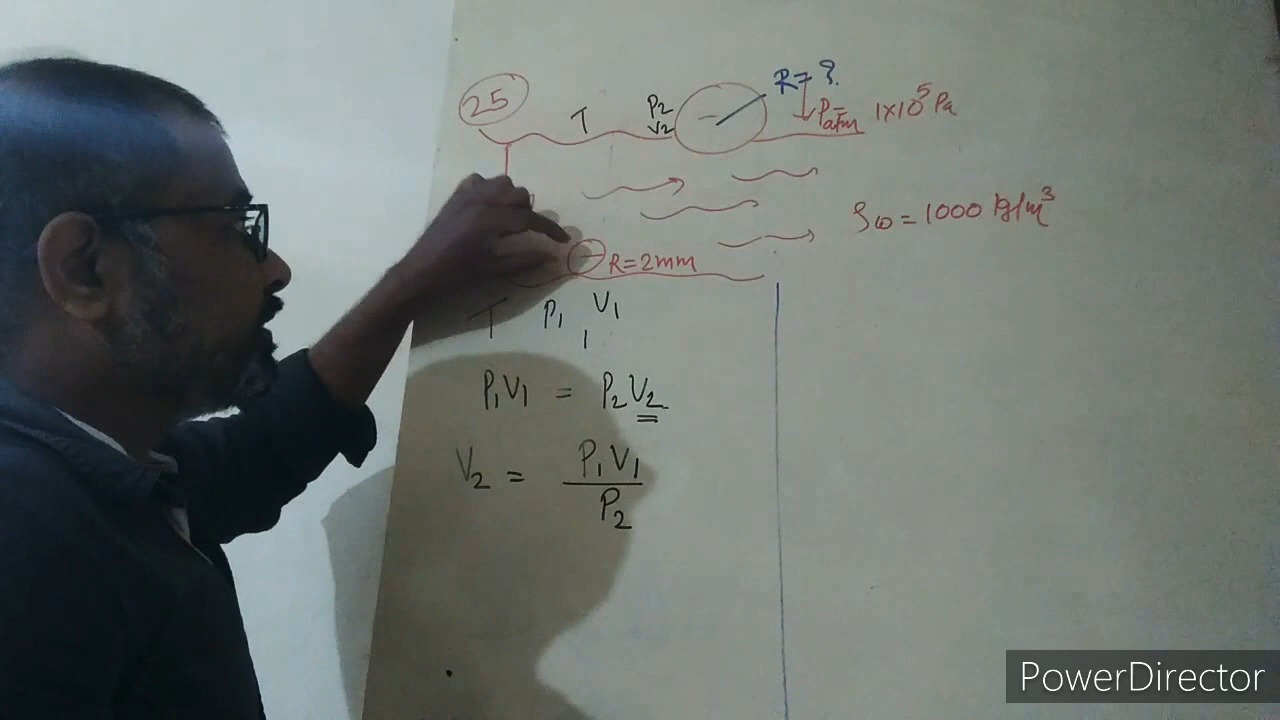 25
T
P2
V2
R=?
Patm = 1×10⁵ Pa
ρω = 1000 kg/m³
R=2mm
T P₁ V₁
P₁V₁ = P₂V₂
V₂ = P₁V₁
P₂
PowerDirector